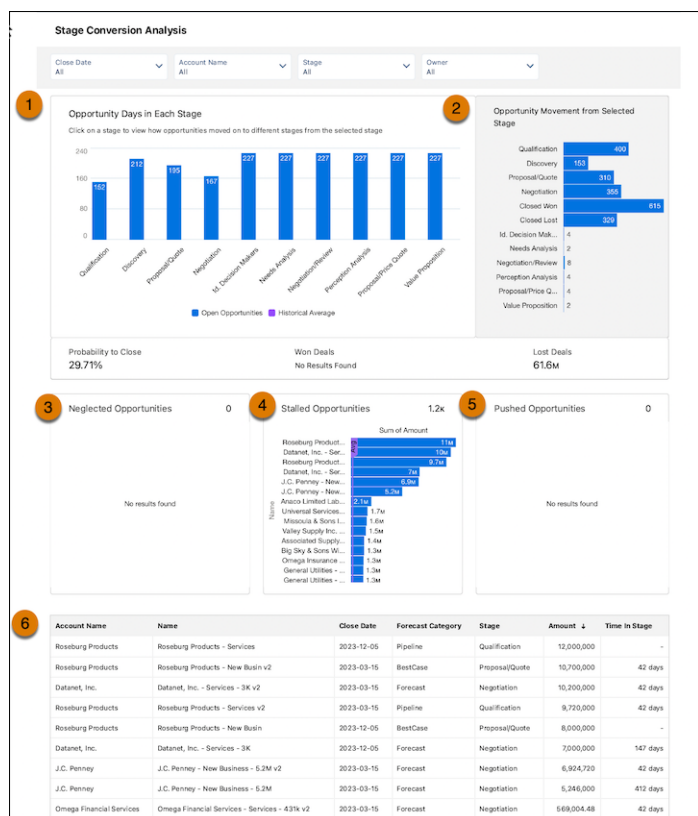 Stage Conversion Analysis
Close Date
All
Account Name
All
Stage
All
Owner
All
1
Opportunity Days in Each Stage
Click on a stage to view how opportunities moved on to different stages from the selected stage
240
160
80
0
152
212
195
167
227
227
227
227
227
227
Qualification
Discovery
Proposal/Quote
Negotiation
Id. Decision Makers
Needs Analysis
Negotiation/Review
Perception Analysis
Proposal/Price Quote
Value Proposition
Open Opportunities
Historical Average
2
Opportunity Movement from Selected
Stage
Qualification 400
Discovery 153
Proposal/Quote 310
Negotiation 356
Closed Won 615
Closed Lost 329
Id. Decision Mak... 4
Needs Analysis 2
Negotiation/Review 8
Perception Analysis 4
Proposal/Price Q... 4
Value Proposition 2
Probability to Close
29.71%
Won Deals
No Results Found
Lost Deals
61.6M
3
Neglected Opportunities 0
No results found
4
Stalled Opportunities 1.2K
Sum of Amount
Name
Avg
Roseburg Product... 11M
Datanet, Inc. - Ser... 10M
Roseburg Product... 9.7M
Datanet, Inc. - Ser... 7M
J.C. Penney - New... 6.9M
J.C. Penney - New... 5.2M
Anaco Limited Lab... 2.1M
Universal Services... 1.7M
Missoula & Sons I... 1.6M
Valley Supply Inc. ... 1.5M
Associated Supply... 1.4M
Big Sky & Sons Wi... 1.3M
Omega Insurance ... 1.3M
General Utilities - ... 1.3M
General Utilities - ... 1.3M
5
Pushed Opportunities 0
No results found
6
Account Name Name Close Date Forecast Category Stage Amount ↓ Time In Stage
Roseburg Products Roseburg Products - Services 2023-12-05 Pipeline Qualification 12,000,000 -
Roseburg Products Roseburg Products - New Busin v2 2023-03-15 BestCase Proposal/Quote 10,700,000 42 days
Datanet, Inc. Datanet, Inc. - Services - 3K v2 2023-03-15 Forecast Negotiation 10,200,000 42 days
Roseburg Products Roseburg Products - Services v2 2023-03-15 Pipeline Qualification 9,720,000 42 days
Roseburg Products Roseburg Products - New Busin 2023-12-05 BestCase Proposal/Quote 8,000,000 -
Datanet, Inc. Datanet, Inc. - Services - 3K 2023-12-05 Forecast Negotiation 7,000,000 147 days
J.C. Penney J.C. Penney - New Business - 5.2M v2 2023-03-15 Forecast Negotiation 6,924,720 42 days
J.C. Penney J.C. Penney - New Business - 5.2M 2023-03-15 Forecast Negotiation 5,246,000 412 days
Omega Financial Services Omega Financial Services - Services - 431k v2 2023-03-15 Forecast Negotiation 569,004.48 42 days